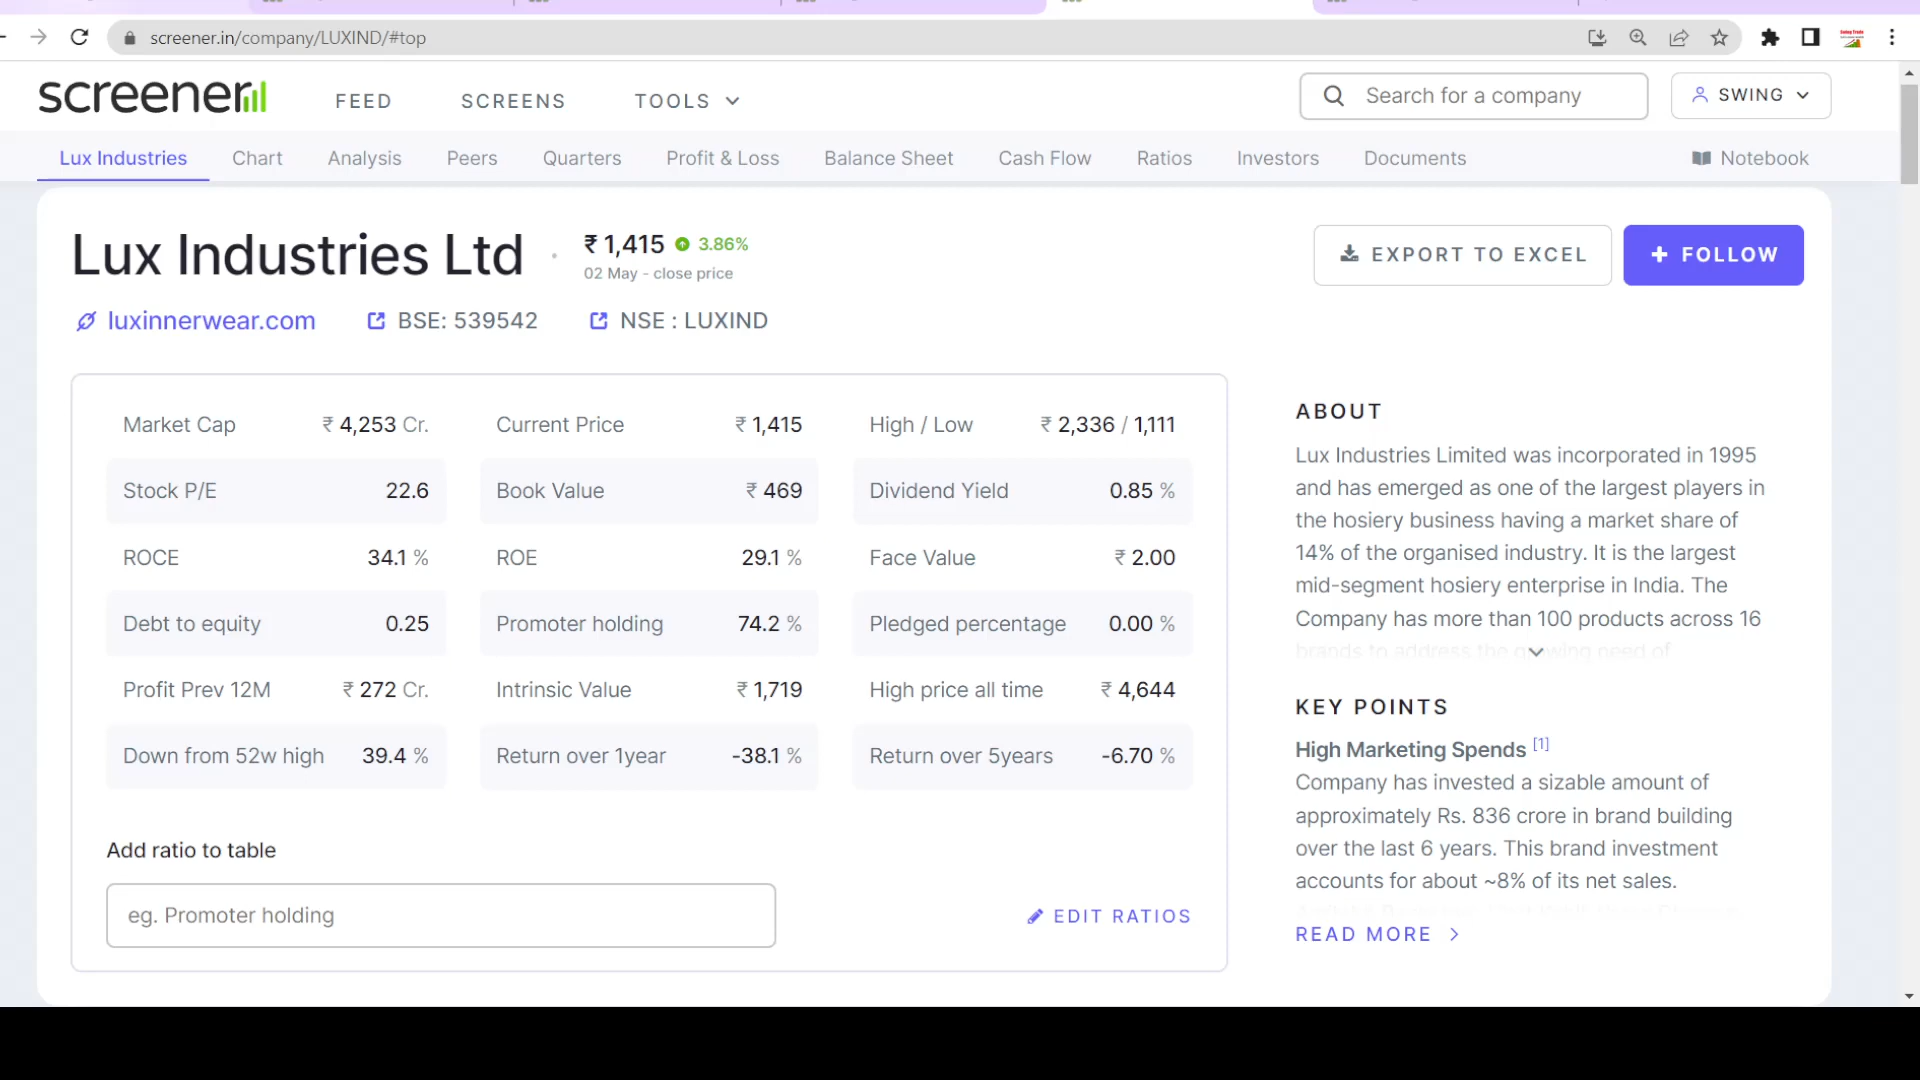 screener.in/company/LUXIND/#top
screener
FEED
SCREENS
TOOLS
Search for a company
SWING
Lux Industries
Chart
Analysis
Peers
Quarters
Profit & Loss
Balance Sheet
Cash Flow
Ratios
Investors
Documents
Notebook
Lux Industries Ltd
₹ 1,415 3.86%
02 May - close price
EXPORT TO EXCEL
FOLLOW
luxinnerwear.com
BSE: 539542
NSE : LUXIND
Market Cap ₹ 4,253 Cr.
Current Price ₹ 1,415
High / Low ₹ 2,336 / 1,111
Stock P/E 22.6
Book Value ₹ 469
Dividend Yield 0.85 %
ROCE 34.1 %
ROE 29.1 %
Face Value ₹ 2.00
Debt to equity 0.25
Promoter holding 74.2 %
Pledged percentage 0.00 %
Profit Prev 12M ₹ 272 Cr.
Intrinsic Value ₹ 1,719
High price all time ₹ 4,644
Down from 52w high 39.4 %
Return over 1year -38.1 %
Return over 5years -6.70 %
Add ratio to table
eg. Promoter holding
EDIT RATIOS
ABOUT
Lux Industries Limited was incorporated in 1995
and has emerged as one of the largest players in
the hosiery business having a market share of
14% of the organised industry. It is the largest
mid-segment hosiery enterprise in India. The
Company has more than 100 products across 16
brands to address the growing need of
KEY POINTS
High Marketing Spends [1]
Company has invested a sizable amount of
approximately Rs. 836 crore in brand building
over the last 6 years. This brand investment
accounts for about ~8% of its net sales.
READ MORE